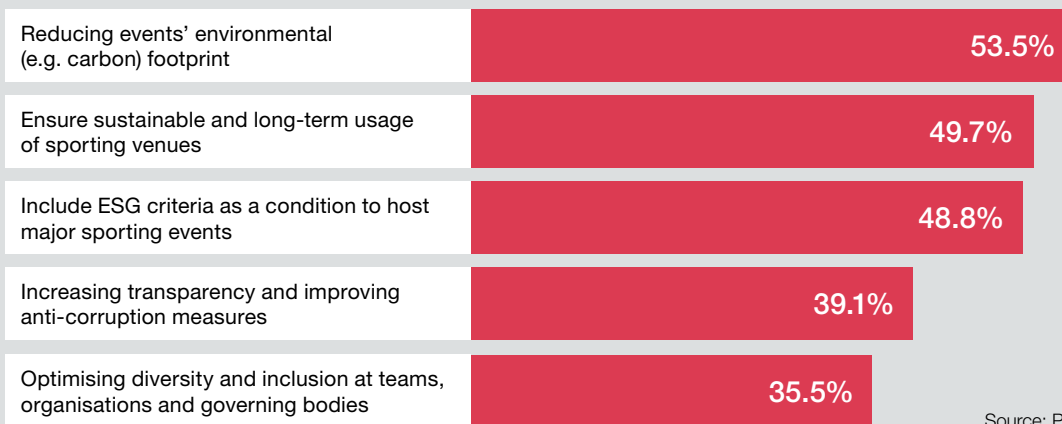 Reducing events’ environmental
(e.g. carbon) footprint
53.5%
Ensure sustainable and long-term usage
of sporting venues
49.7%
Include ESG criteria as a condition to host
major sporting events
48.8%
Increasing transparency and improving
anti-corruption measures
39.1%
Optimising diversity and inclusion at teams,
organisations and governing bodies
35.5%
Source: